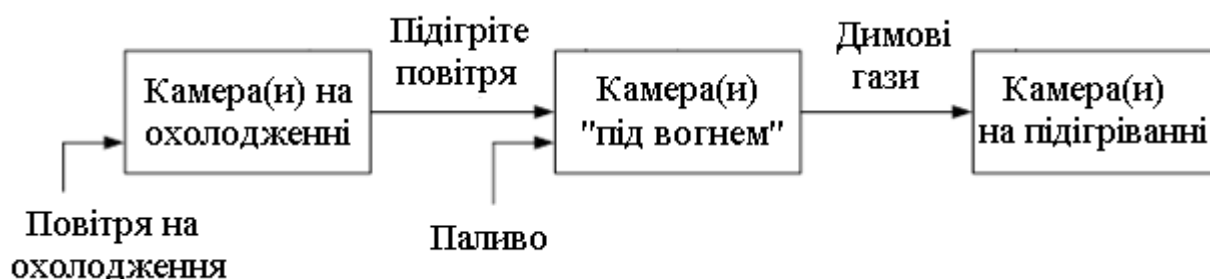 Підігріте
повітря
Димові
гази
Камера(и) на
охолодженні
Камера(и)
"під вогнем"
Камера(и)
на підігріванні
Повітря на
охолодження
Паливо